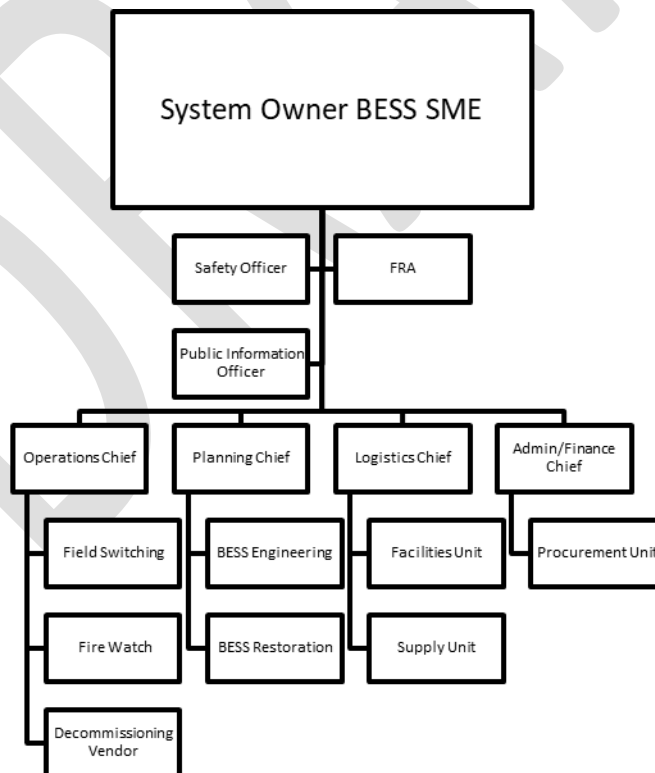 System Owner BESS SME
Safety Officer
FRA
Public Information
Officer
Operations Chief
Planning Chief
Logistics Chief
Admin/Finance
Chief
Field Switching
BESS Engineering
Facilities Unit
Procurement Unit
Fire Watch
BESS Restoration
Supply Unit
Decommissioning
Vendor